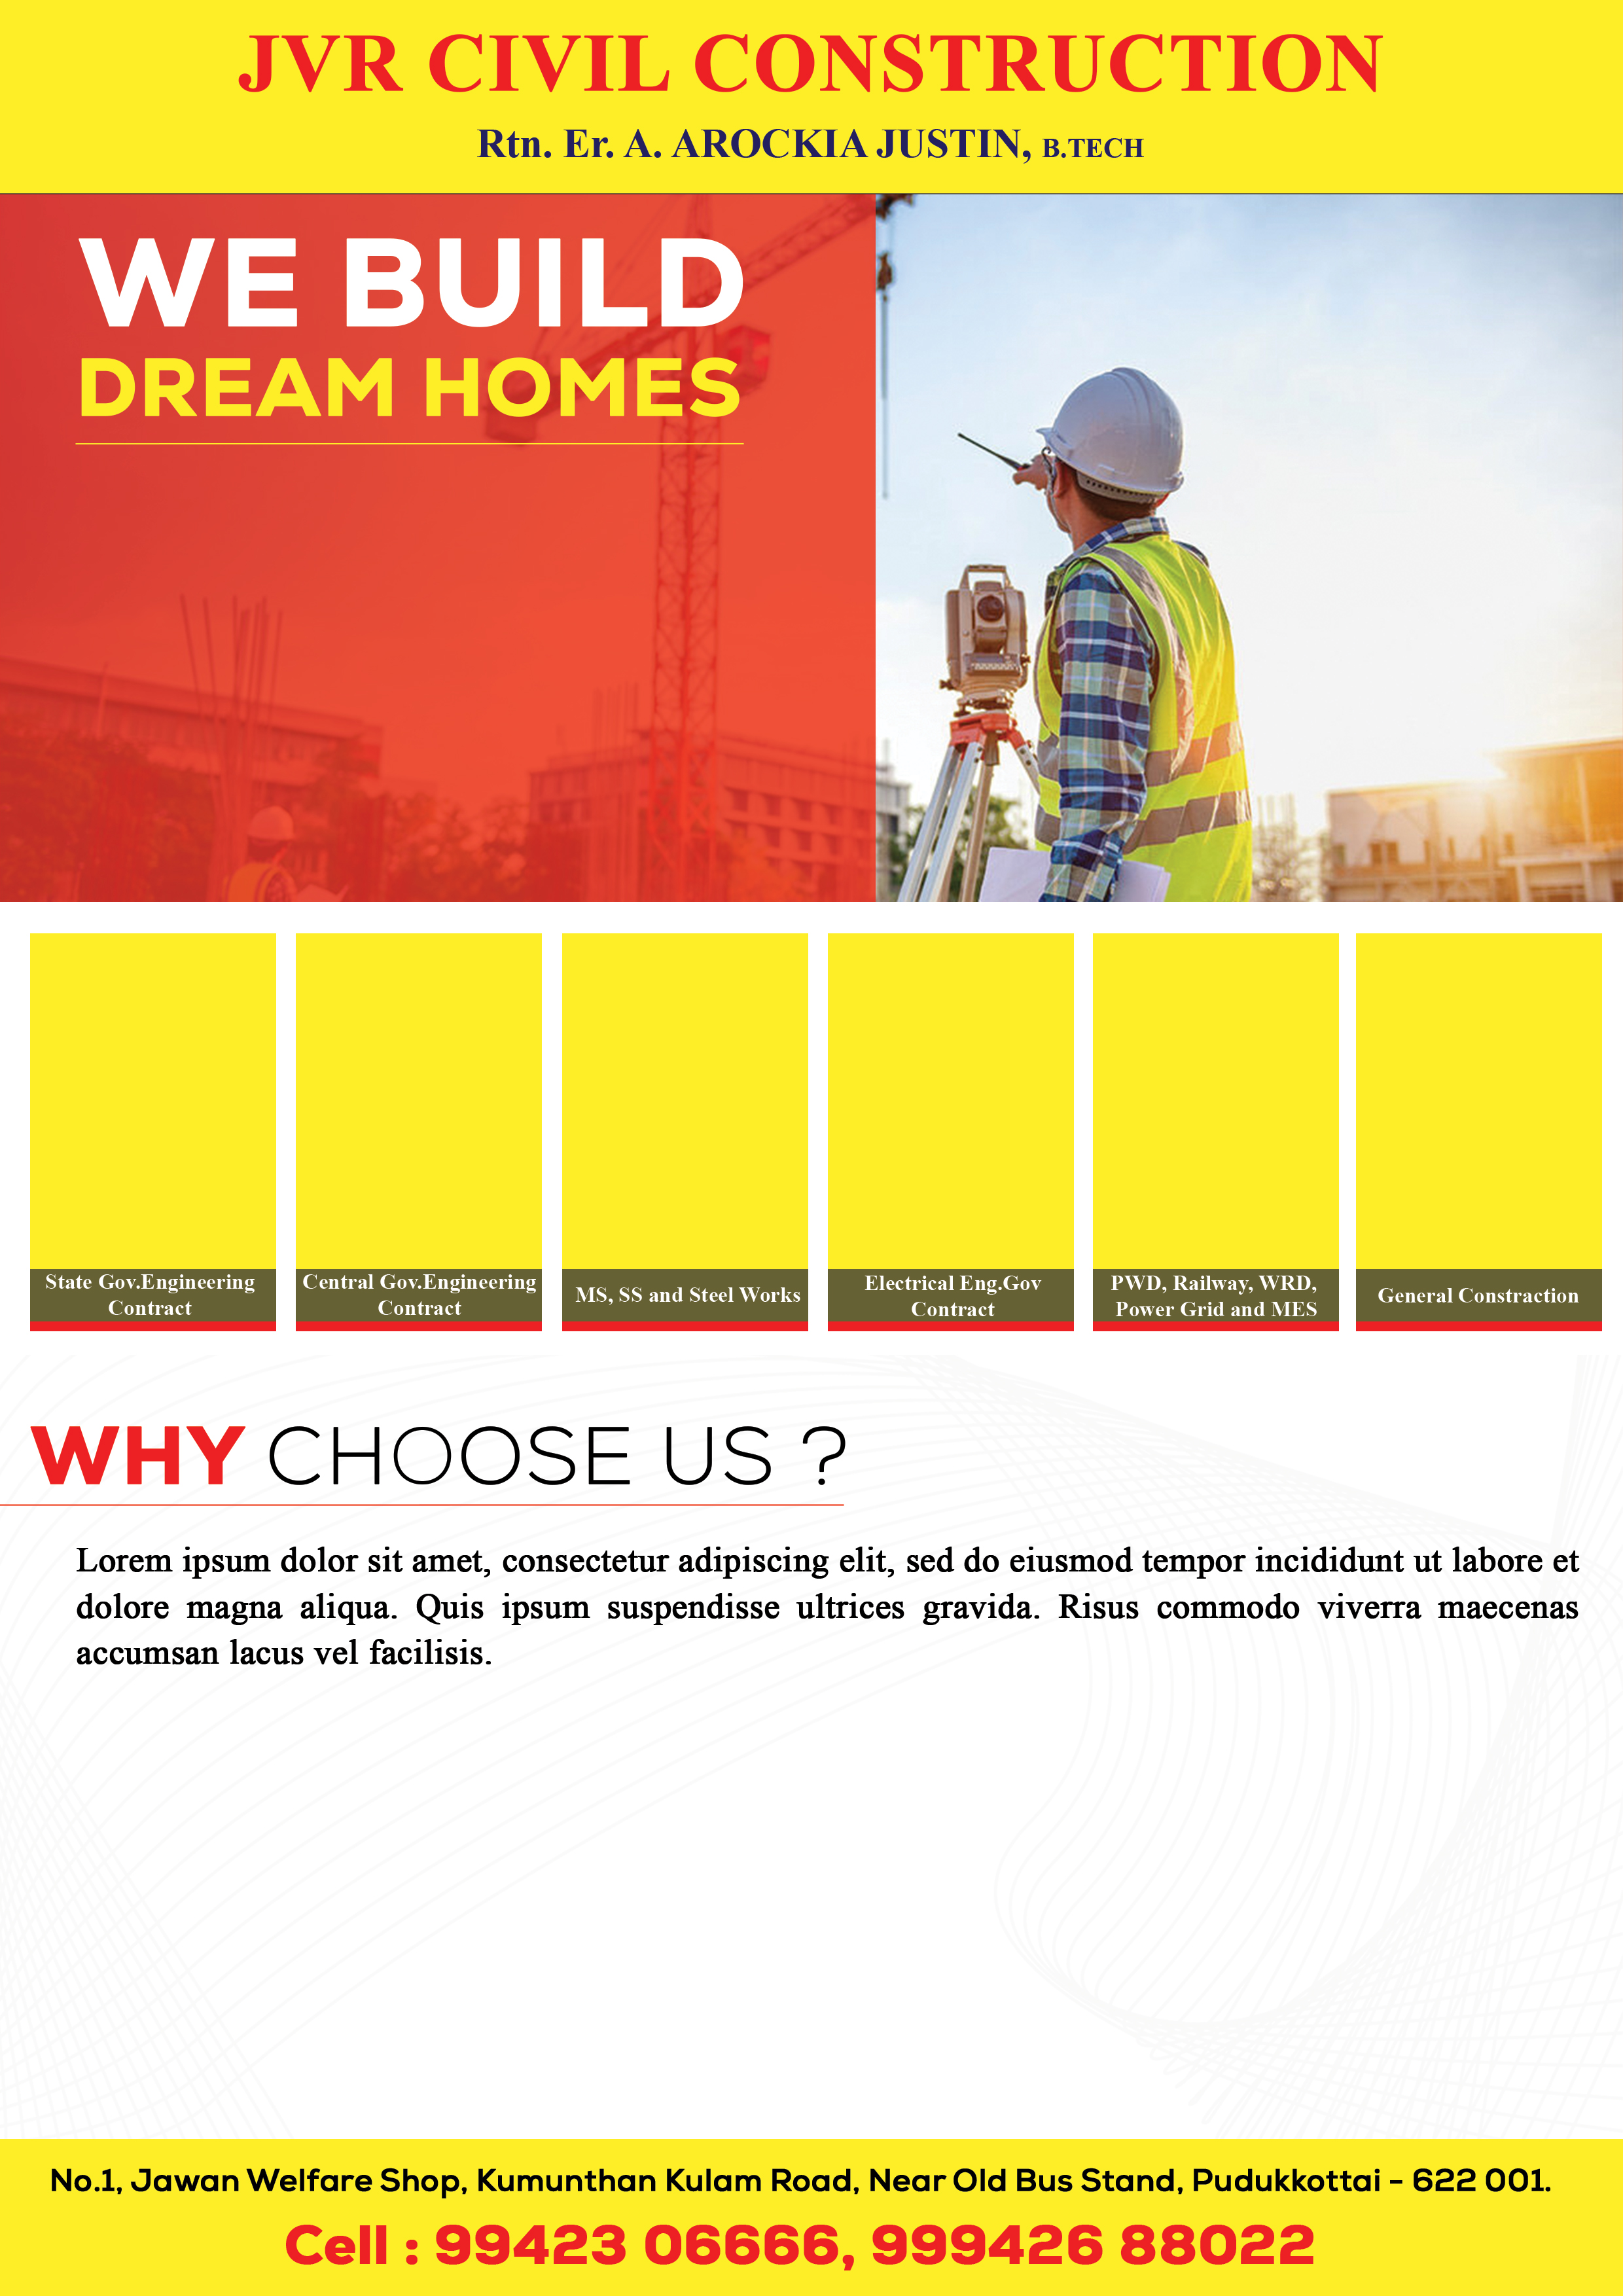 JVR CIVIL CONSTRUCTION
Rtn. Er. A. AROCKIA JUSTIN, B.TECH
WE BUILD
DREAM HOMES
State Gov.Engineering
Contract
Central Gov.Engineering
Contract
MS, SS and Steel Works
Electrical Eng.Gov
Contract
PWD, Railway, WRD,
Power Grid and MES
General Constraction
WHY CHOOSE US ?
Lorem ipsum dolor sit amet, consectetur adipiscing elit, sed do eiusmod tempor incididunt ut labore et
dolore magna aliqua. Quis ipsum suspendisse ultrices gravida. Risus commodo viverra maecenas
accumsan lacus vel facilisis.
No.1, Jawan Welfare Shop, Kumunthan Kulam Road, Near Old Bus Stand, Pudukkottai - 622 001.
Cell : 99423 06666, 999426 88022